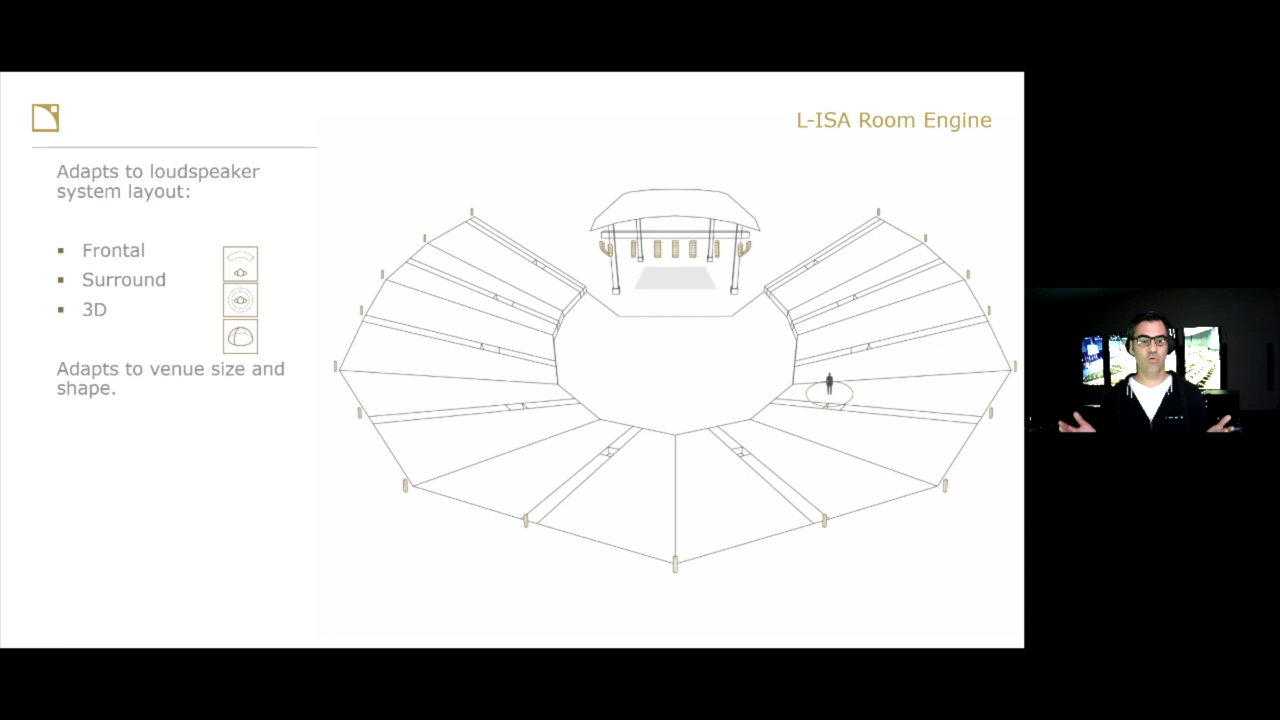 L-ISA Room Engine
Adapts to loudspeaker
system layout:
Frontal
Surround
3D
Adapts to venue size and
shape.